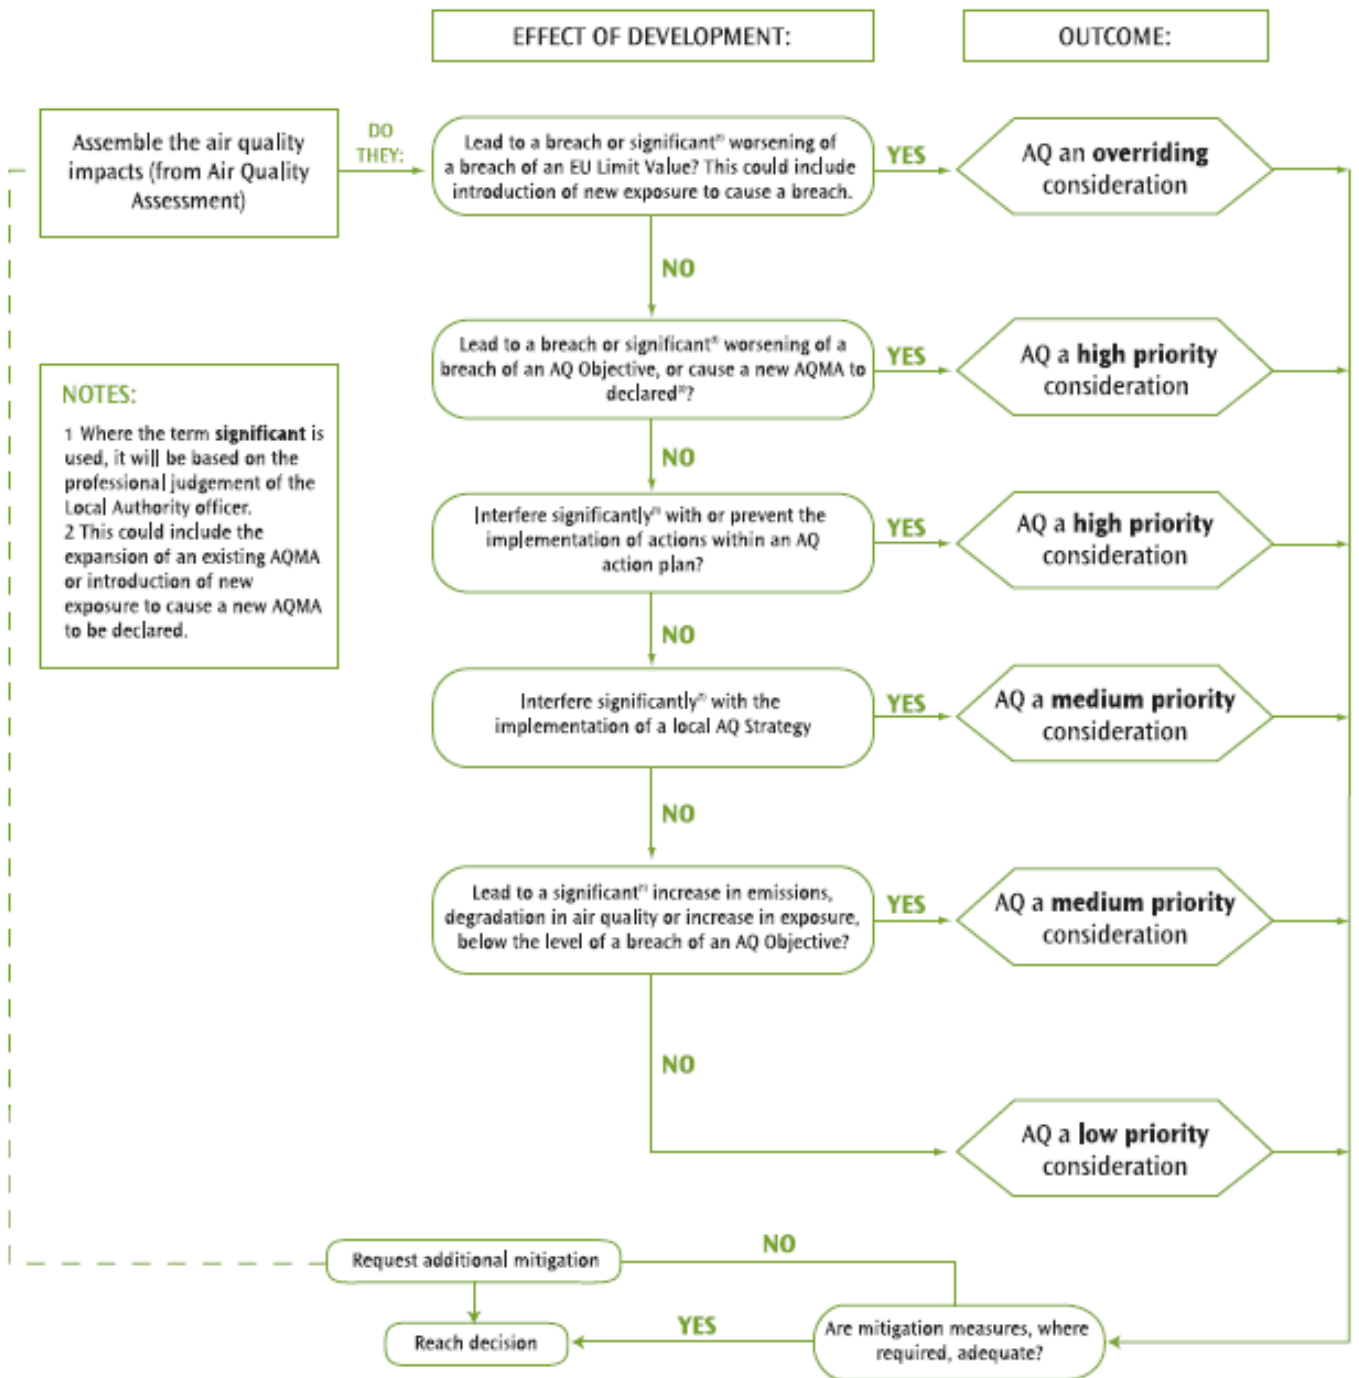 EFFECT OF DEVELOPMENT:
OUTCOME:
Assemble the air quality
impacts (from Air Quality
Assessment)
DO
THEY:
Lead to a breach or significant⁽¹⁾ worsening of
a breach of an EU Limit Value? This could include
introduction of new exposure to cause a breach.
YES
AQ an overriding
consideration
NO
Lead to a breach or significant⁽¹⁾ worsening of a
breach of an AQ Objective, or cause a new AQMA to
declared⁽²⁾?
YES
AQ a high priority
consideration
NOTES:
1 Where the term significant is
used, it will be based on the
professional judgement of the
Local Authority officer.
2 This could include the
expansion of an existing AQMA
or introduction of new
exposure to cause a new AQMA
to be declared.
NO
Interfere significantly⁽¹⁾ with or prevent the
implementation of actions within an AQ
action plan?
YES
AQ a high priority
consideration
NO
Interfere significantly⁽¹⁾ with the
implementation of a local AQ Strategy
YES
AQ a medium priority
consideration
NO
Lead to a significant⁽¹⁾ increase in emissions,
degradation in air quality or increase in exposure,
below the level of a breach of an AQ Objective?
YES
AQ a medium priority
consideration
NO
AQ a low priority
consideration
Request additional mitigation
NO
Reach decision
YES
Are mitigation measures, where
required, adequate?